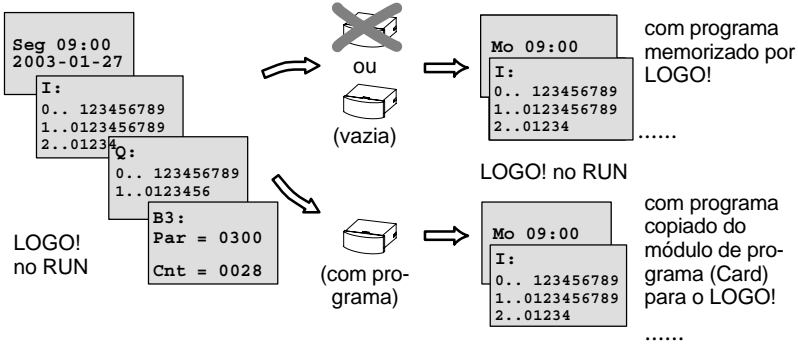 Seg 09:00
2003-01-27
I:
0.. 123456789
1..0123456789
2..01234
Q:
0.. 123456789
1..0123456
B3:
Par = 0300
Cnt = 0028
LOGO!
no RUN
ou
(vazia)
(com pro-
grama)
Mo 09:00
I:
0.. 123456789
1..0123456789
2..01234
com programa
memorizado por
LOGO!
......
LOGO! no RUN
Mo 09:00
I:
0.. 123456789
1..0123456789
2..01234
com programa
copiado do
módulo de pro-
grama (Card)
para o LOGO!
......